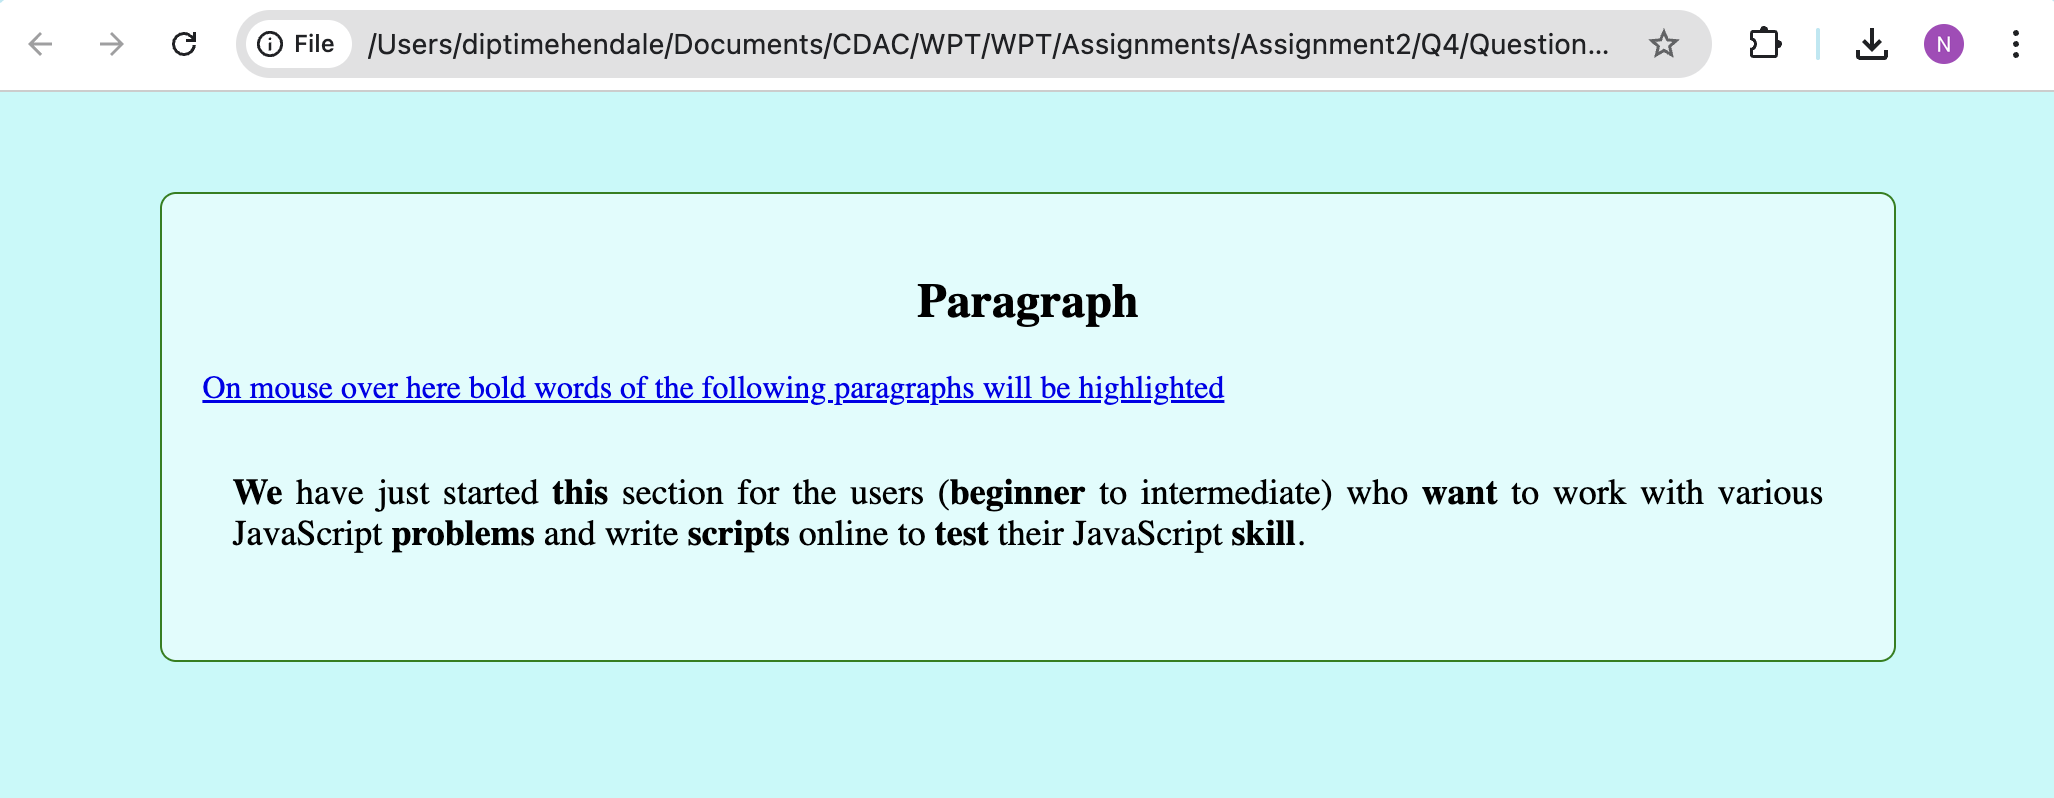 File /Users/diptimehendale/Documents/CDAC/WPT/WPT/Assignments/Assignment2/Q4/Question... N
Paragraph
On mouse over here bold words of the following paragraphs will be highlighted
We have just started this section for the users (beginner to intermediate) who want to work with various
JavaScript problems and write scripts online to test their JavaScript skill.